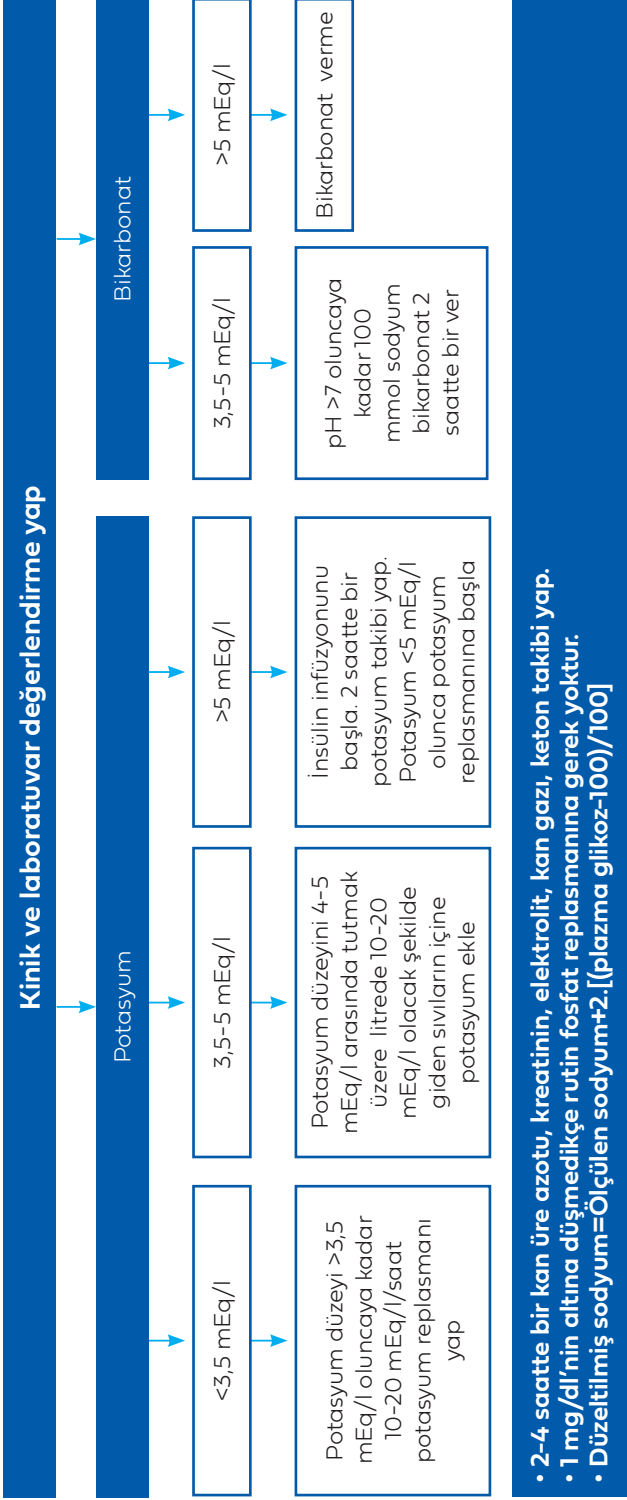 Kinik ve laboratuvar değerlendirme yap
Potasyum
<3,5 mEq/l
Potasyum düzeyi >3,5
mEq/l oluncaya kadar
10-20 mEq/l/saat
potasyum replasmanı
yap
3,5-5 mEq/l
Potasyum düzeyini 4-5
mEq/l arasında tutmak
üzere litrede 10-20
mEq/l olacak şekilde
giden sıvıların içine
potasyum ekle
>5 mEq/l
İnsülin infüzyonunu
başla. 2 saatte bir
potasyum takibi yap.
Potasyum <5 mEq/l
olunca potasyum
replasmanına başla
Bikarbonat
3,5-5 mEq/l
pH >7 oluncaya
kadar 100
mmol sodyum
bikarbonat 2
saatte bir ver
>5 mEq/l
Bikarbonat verme
• 2-4 saatte bir kan üre azotu, kreatinin, elektrolit, kan gazı, keton takibi yap.
• 1 mg/dl'nin altına düşmedikçe rutin fosfat replasmanına gerek yoktur.
• Düzeltilmiş sodyum=Ölçülen sodyum+2.[(plazma glikoz-100)/100]